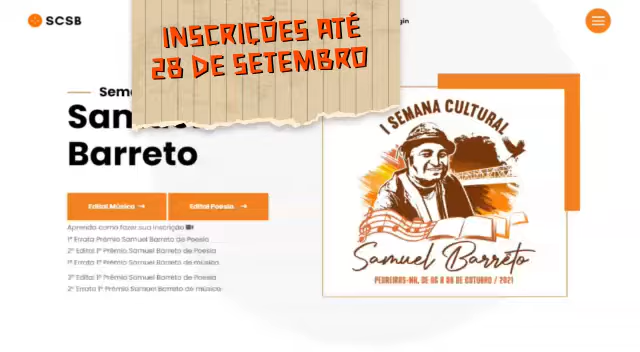 SCSB
INSCRIÇÕES ATÉ
28 DE SETEMBRO
Barreto
Edital Música →
Edital Poesia →
Aprenda como fazer sua inscrição
1ª Errata Prêmio Samuel Barreto de Poesia
2º Edital 1º Prêmio Samuel Barreto de Poesia
1ª Errata 1º Prêmio Samuel Barreto de música
3º Edital 1º Prêmio Samuel Barreto de Poesia
2ª Errata 1º Prêmio Samuel Barreto de música
I SEMANA CULTURAL
Samuel Barreto
PEDREIRAS-MA, DE 05 A 08 DE OUTUBRO / 2021